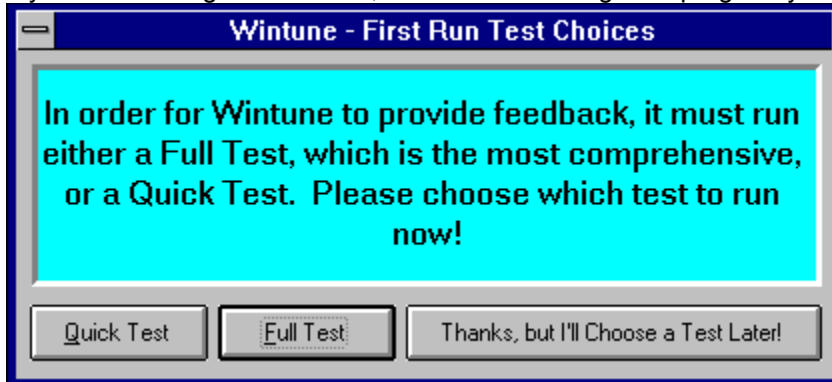 Wintune - First Run Test Choices
In order for Wintune to provide feedback, it must run
either a Full Test, which is the most comprehensive,
or a Quick Test. Please choose which test to run
now!
Quick Test
Full Test
Thanks, but I'll Choose a Test Later!